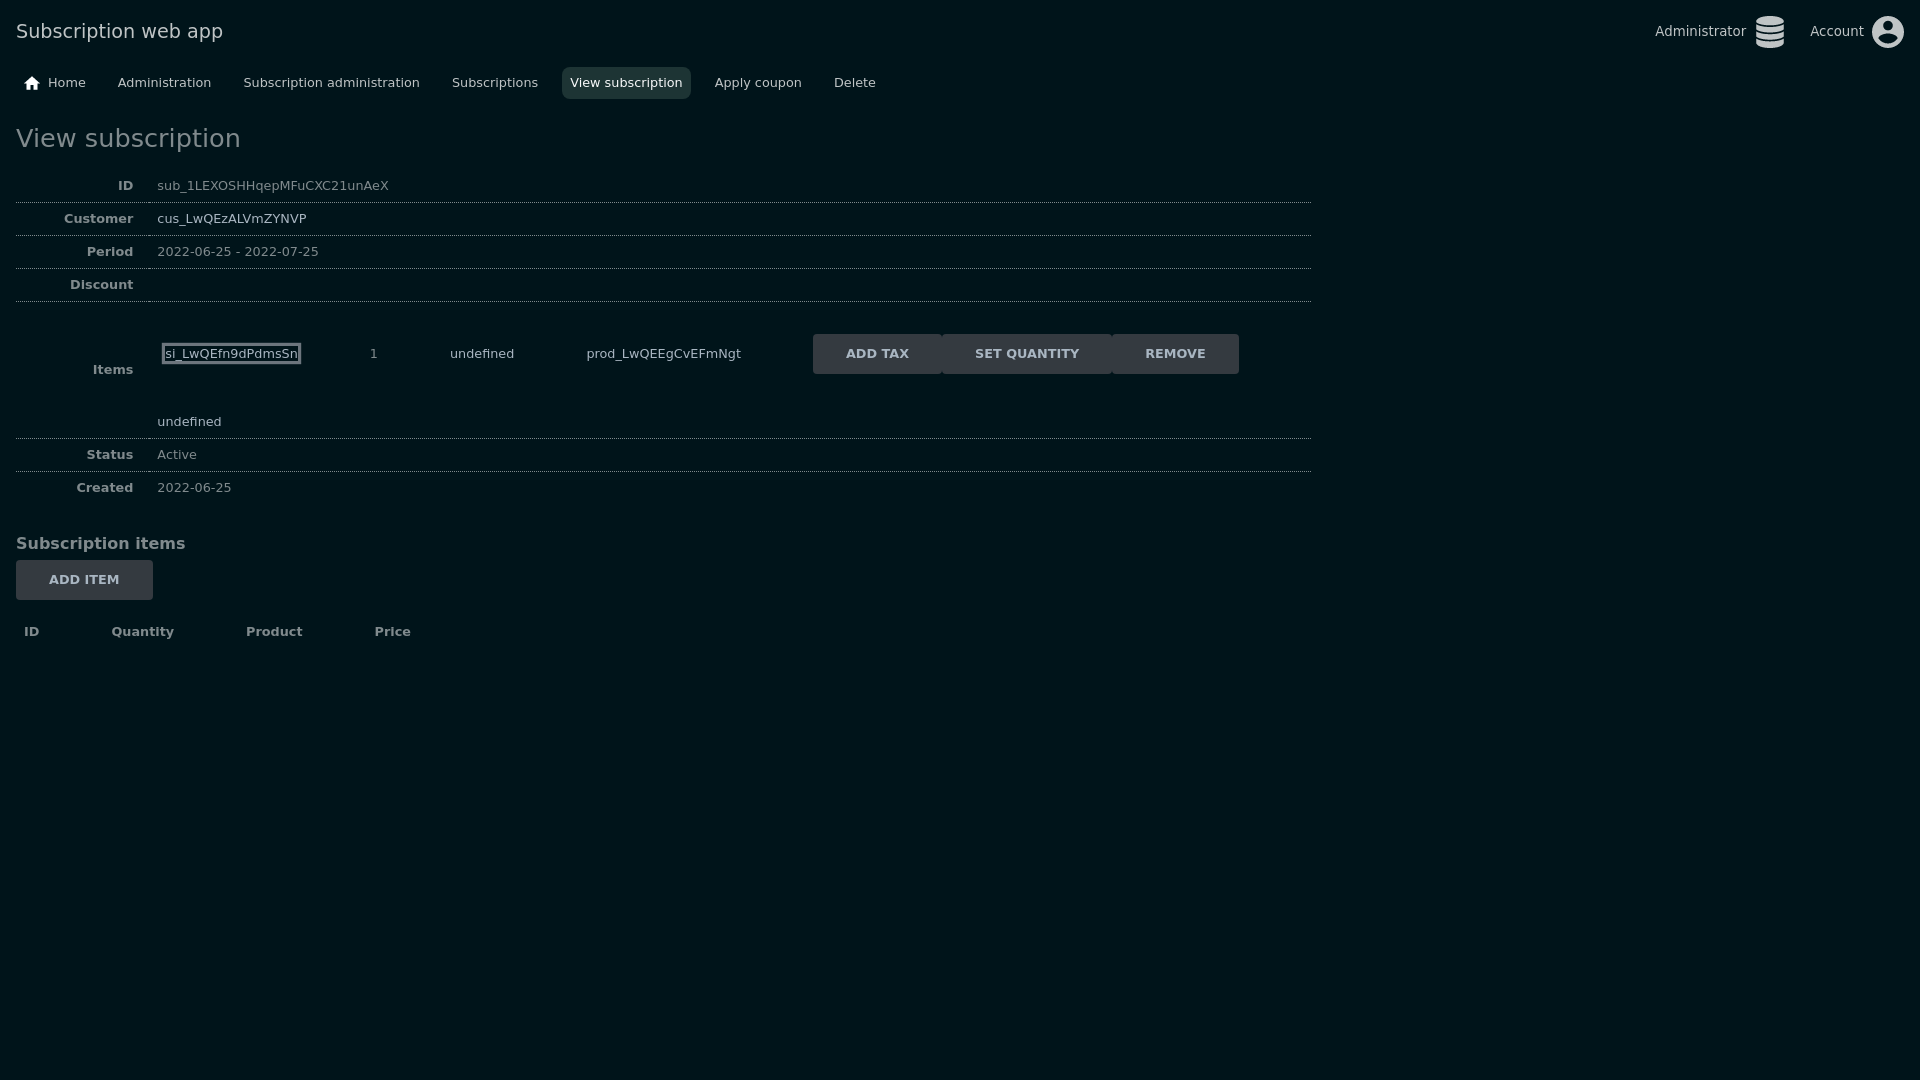 Subscription web app
Administrator
Account
Home Administration Subscription administration Subscriptions View subscription Apply coupon Delete
View subscription
ID sub_1LEXOSHHqepMFuCXC21unAeX
Customer cus_LwQEzALVmZYNVP
Period 2022-06-25 - 2022-07-25
Discount
Items si_LwQEfn9dPdmsSn 1 undefined prod_LwQEEgCvEFmNgt ADD TAX SET QUANTITY REMOVE
undefined
Status Active
Created 2022-06-25
Subscription items
ADD ITEM
ID Quantity Product Price